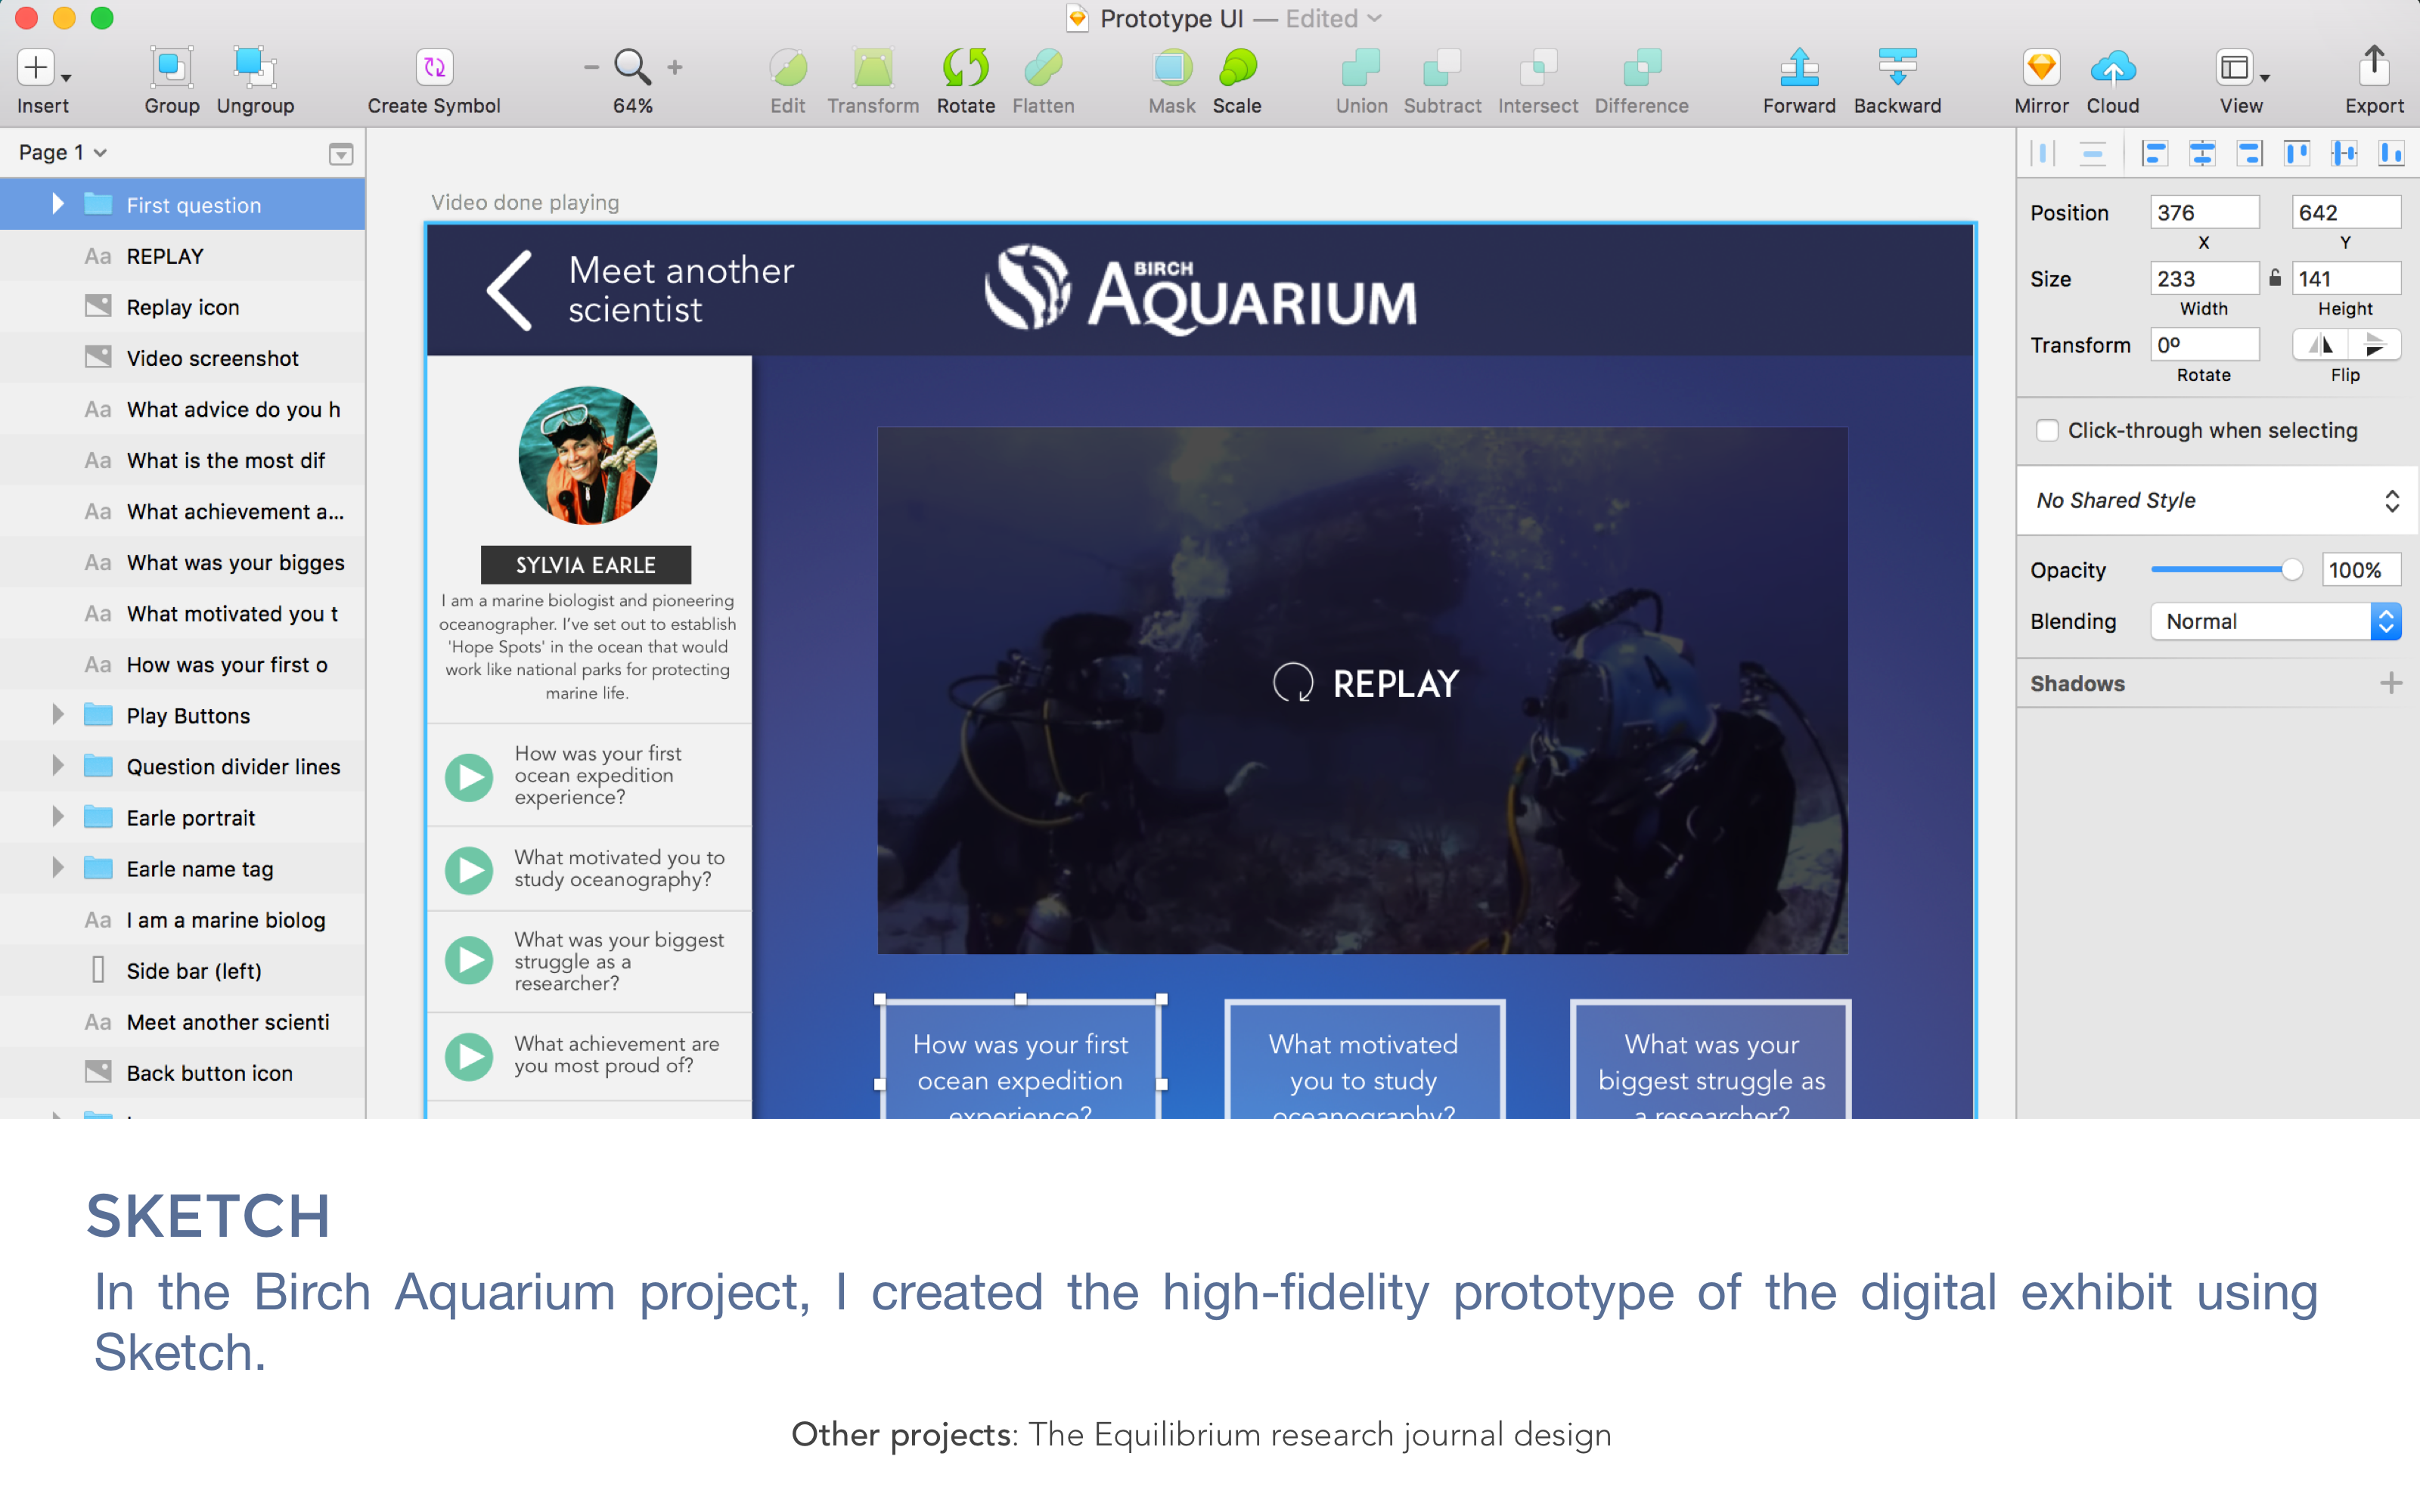 Prototype UI — Edited
Insert
Group
Ungroup
Create Symbol
64%
Edit
Transform
Rotate
Flatten
Mask
Scale
Union
Subtract
Intersect
Difference
Forward
Backward
Mirror
Cloud
View
Export
Page 1
First question
Aa REPLAY
Replay icon
Video screenshot
Aa What advice do you h
Aa What is the most dif
Aa What achievement a...
Aa What was your bigges
Aa What motivated you t
Aa How was your first o
Play Buttons
Question divider lines
Earle portrait
Earle name tag
Aa I am a marine biolog
Side bar (left)
Aa Meet another scienti
Back button icon
Video done playing
Meet another
scientist
BIRCH
AQUARIUM
SYLVIA EARLE
I am a marine biologist and pioneering
oceanographer. I've set out to establish
'Hope Spots' in the ocean that would
work like national parks for protecting
marine life.
How was your first
ocean expedition
experience?
What motivated you to
study oceanography?
What was your biggest
struggle as a
researcher?
What achievement are
you most proud of?
REPLAY
How was your first
ocean expedition
experience?
What motivated
you to study
oceanography?
What was your
biggest struggle as
a researcher?
Position 376 642
X Y
Size 233 141
Width Height
Transform 0º
Rotate Flip
Click-through when selecting
No Shared Style
Opacity 100%
Blending Normal
Shadows
SKETCH
In the Birch Aquarium project, I created the high-fidelity prototype of the digital exhibit using
Sketch.
Other projects: The Equilibrium research journal design